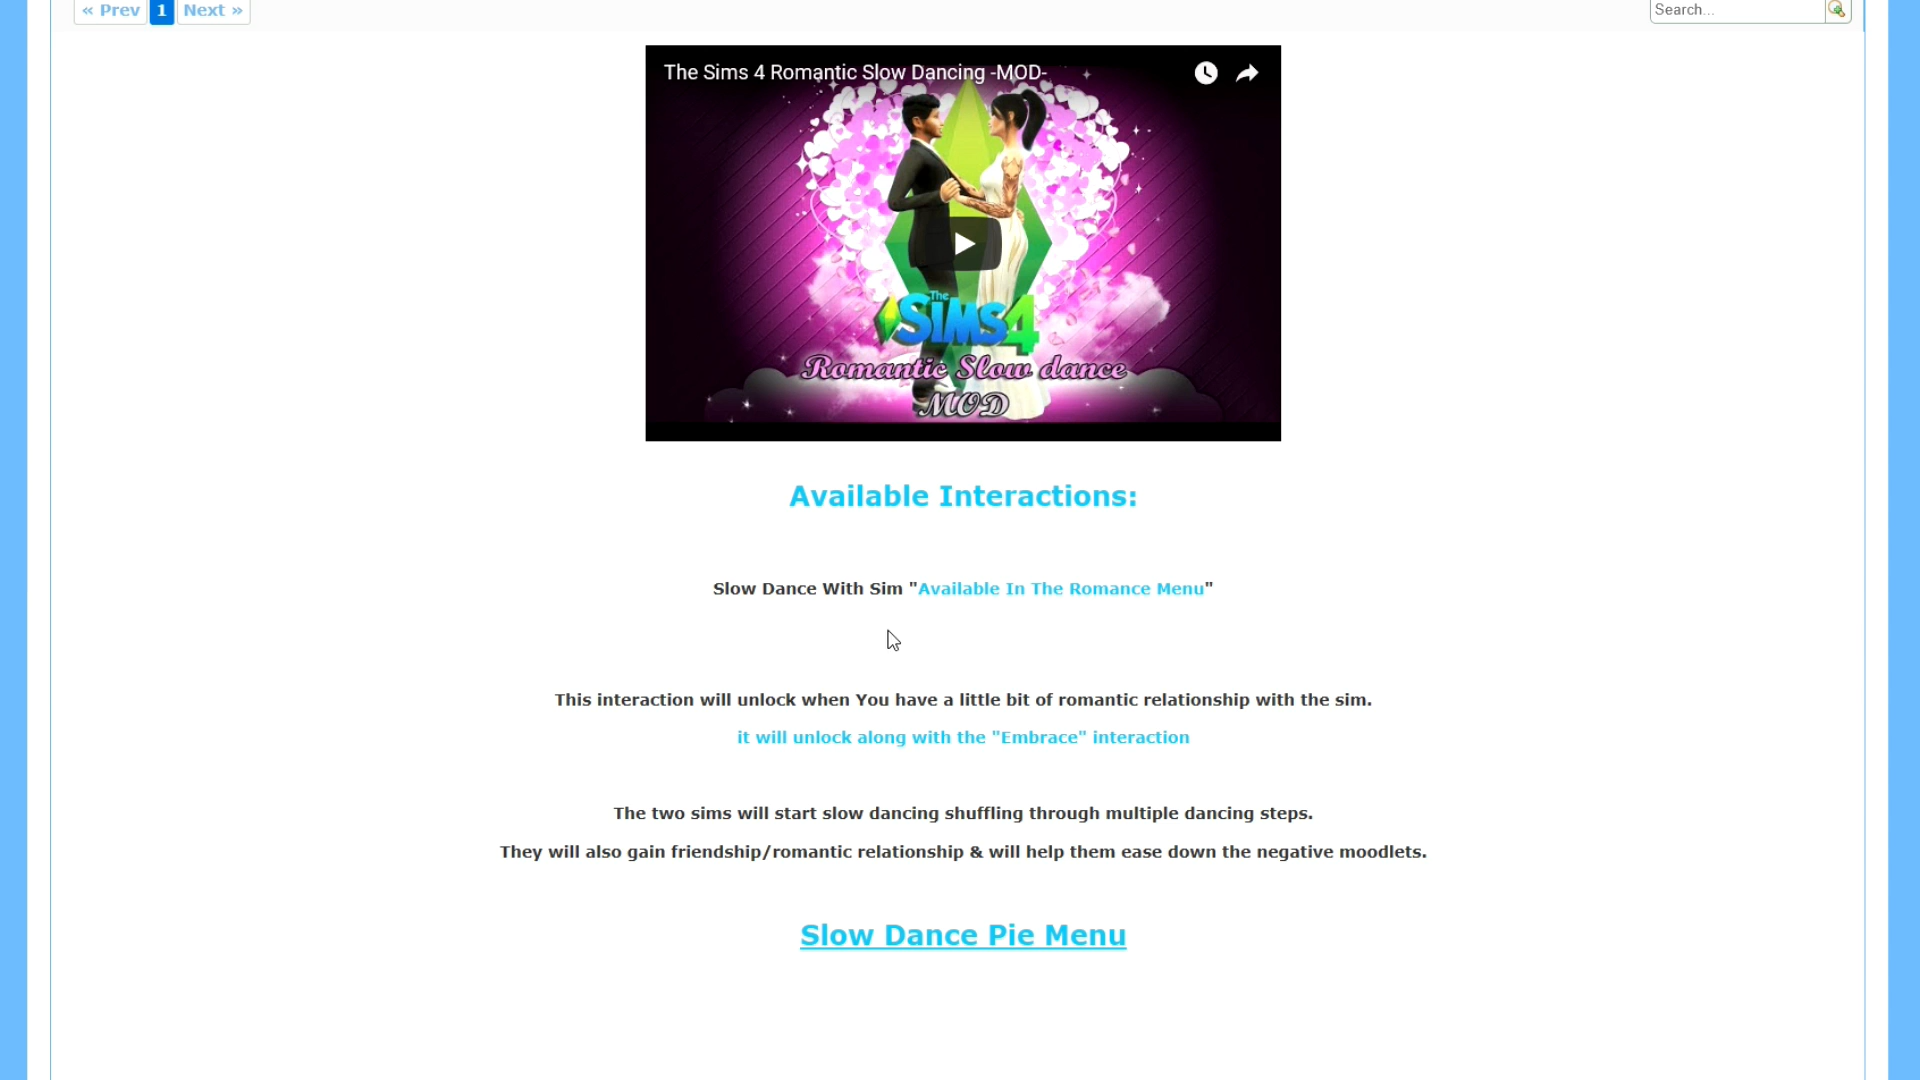 « Prev 1 Next »
Search...
The Sims 4 Romantic Slow Dancing -MOD-
The
SiMS4
Romantic Slow dance
MOD
Available Interactions:
Slow Dance With Sim "Available In The Romance Menu"
This interaction will unlock when You have a little bit of romantic relationship with the sim.
it will unlock along with the "Embrace" interaction
The two sims will start slow dancing shuffling through multiple dancing steps.
They will also gain friendship/romantic relationship & will help them ease down the negative moodlets.
Slow Dance Pie Menu